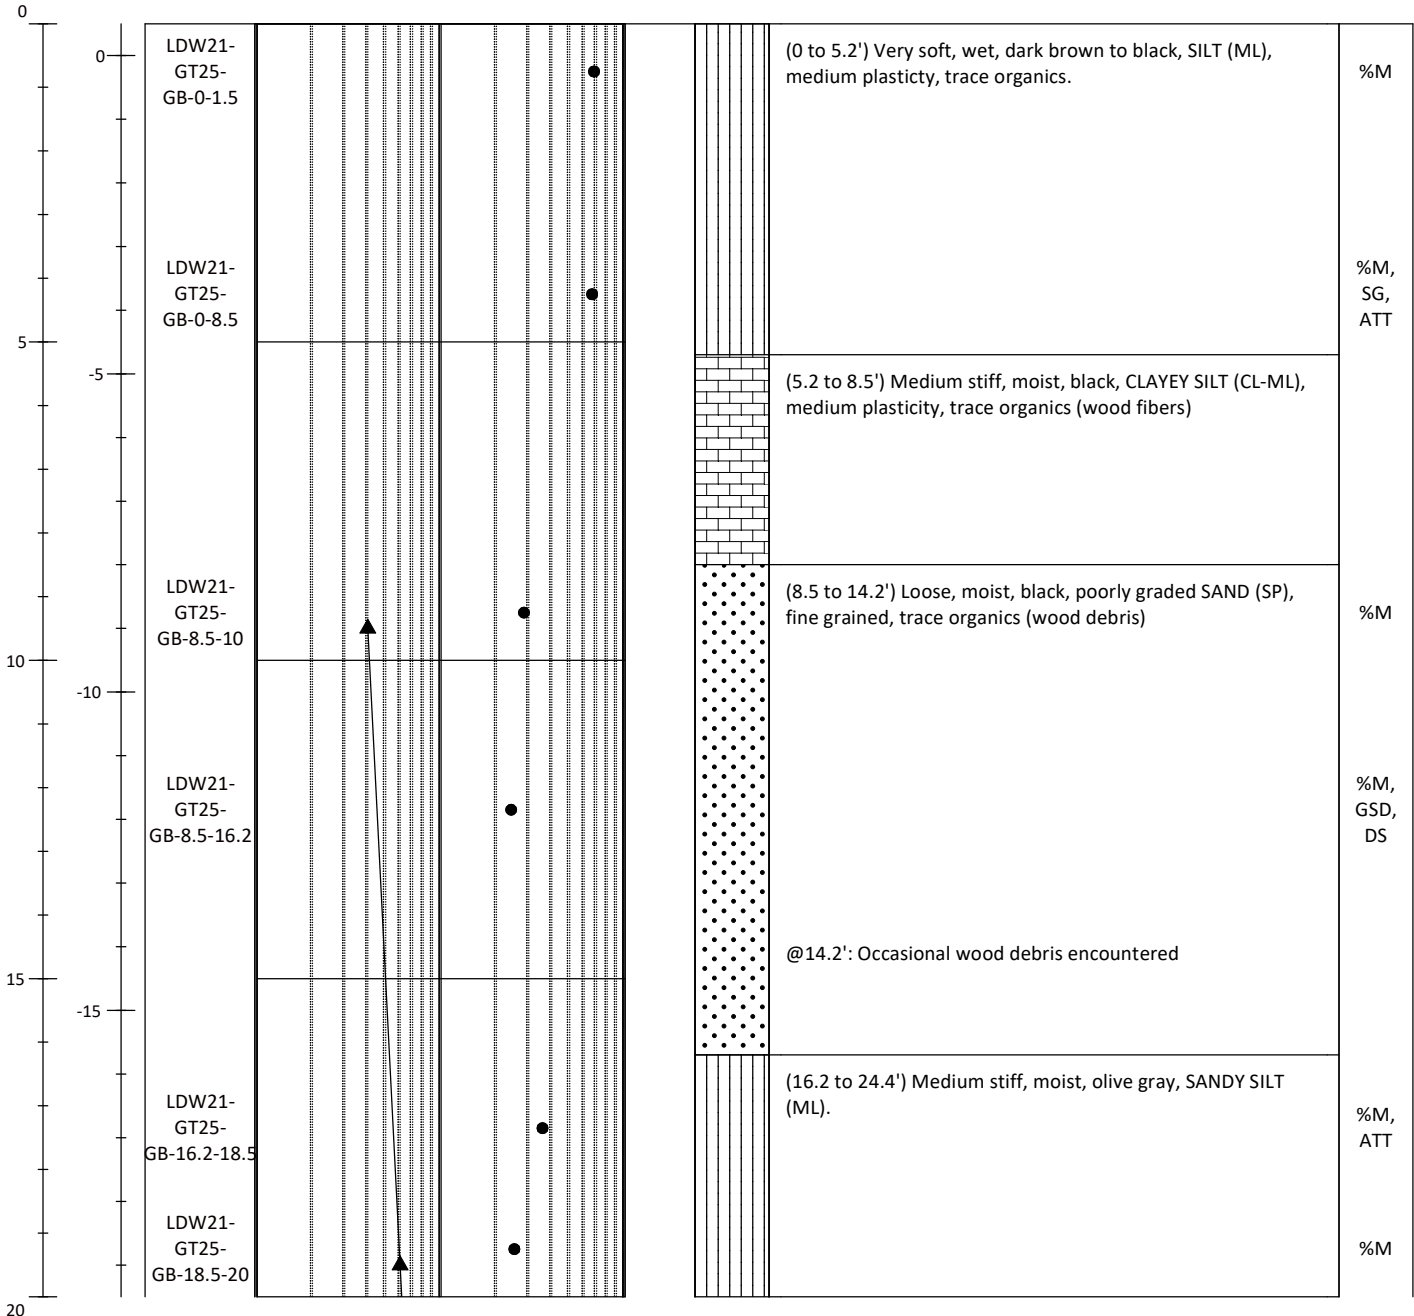 0
0
LDW21-
GT25-
GB-0-1.5
(0 to 5.2') Very soft, wet, dark brown to black, SILT (ML),
medium plasticty, trace organics.
%M
LDW21-
GT25-
GB-0-8.5
%M,
SG,
ATT
5
-5
(5.2 to 8.5') Medium stiff, moist, black, CLAYEY SILT (CL-ML),
medium plasticity, trace organics (wood fibers)
LDW21-
GT25-
GB-8.5-10
(8.5 to 14.2') Loose, moist, black, poorly graded SAND (SP),
fine grained, trace organics (wood debris)
%M
10
-10
LDW21-
GT25-
GB-8.5-16.2
%M,
GSD,
DS
@14.2': Occasional wood debris encountered
15
-15
LDW21-
GT25-
GB-16.2-18.5
(16.2 to 24.4') Medium stiff, moist, olive gray, SANDY SILT
(ML).
%M,
ATT
LDW21-
GT25-
GB-18.5-20
%M
20